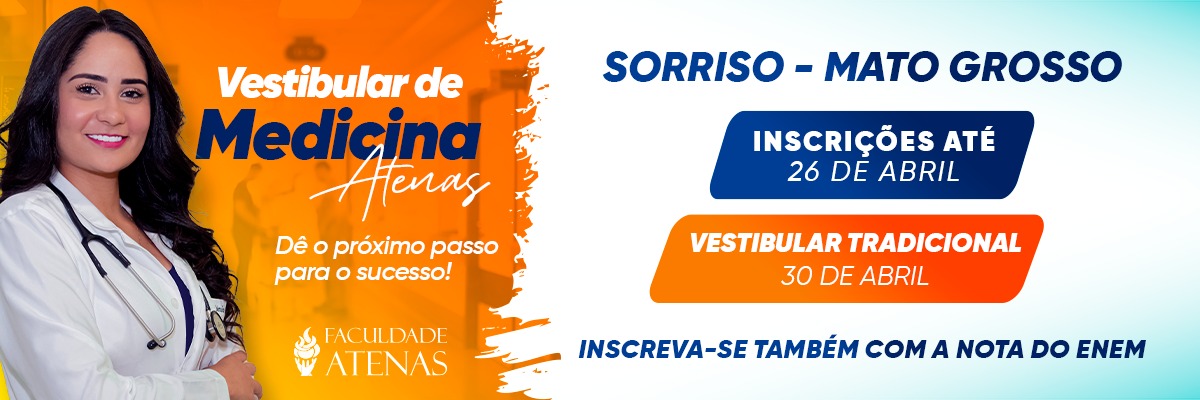 Vestibular de
Medicina
Atenas
Dê o próximo passo
para o sucesso!
FACULDADE
ATENAS
SORRISO - MATO GROSSO
INSCRIÇÕES ATÉ
26 DE ABRIL
VESTIBULAR TRADICIONAL
30 DE ABRIL
INSCREVA-SE TAMBÉM COM A NOTA DO ENEM